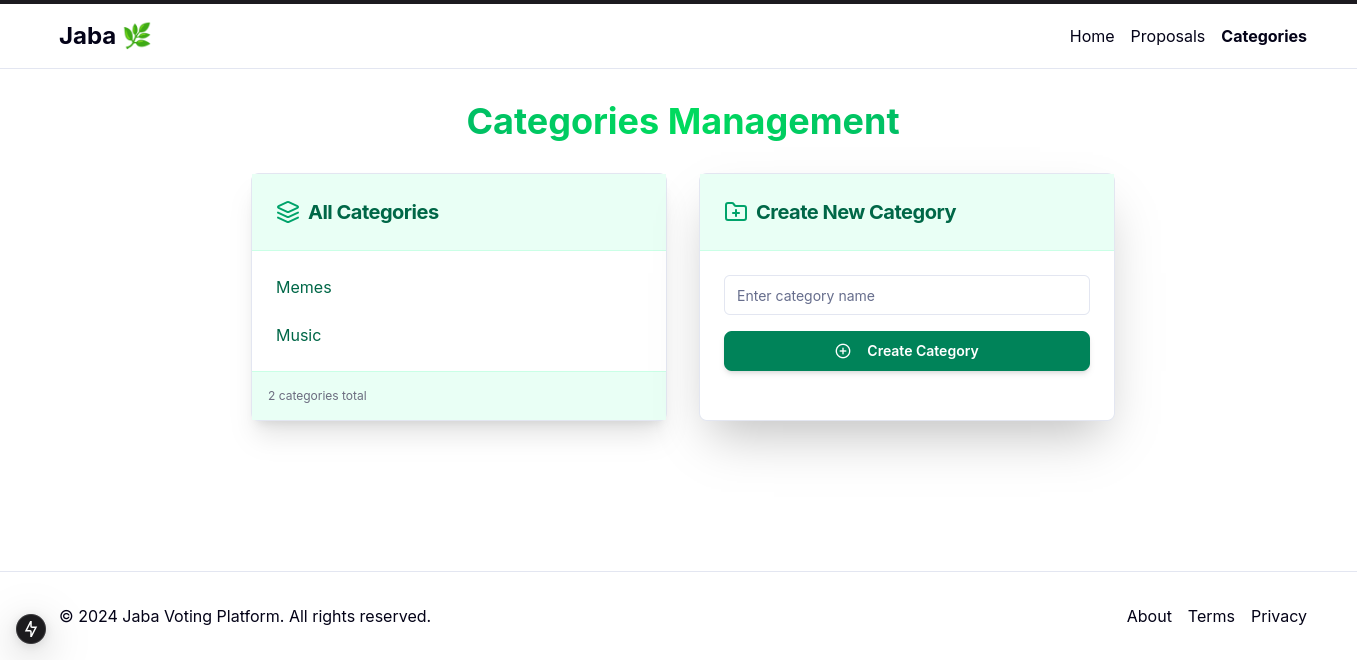 Jaba 🌿
Home Proposals Categories
Categories Management
All Categories
Memes
Music
2 categories total
Create New Category
Enter category name
Create Category
© 2024 Jaba Voting Platform. All rights reserved.
About Terms Privacy